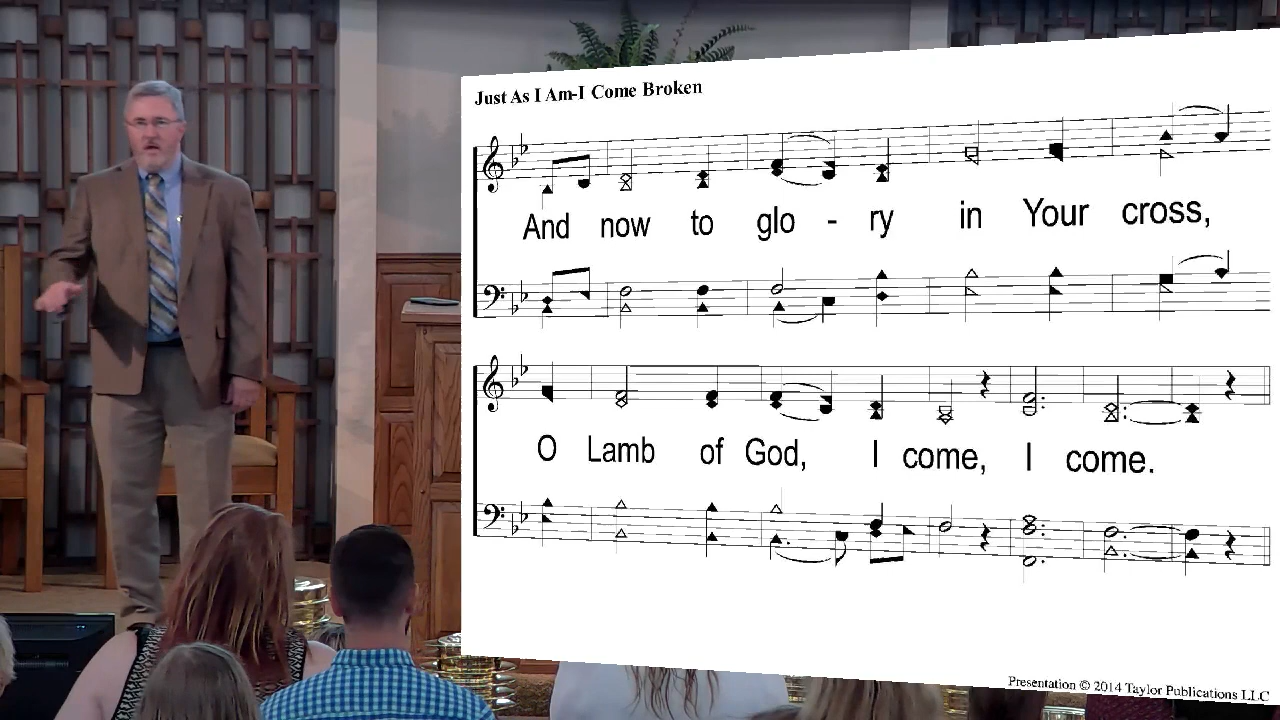 Just As I Am-I Come Broken
And now to glo - ry in Your cross,
O Lamb of God, I come, I come.
Presentation © 2014 Taylor Publications LLC